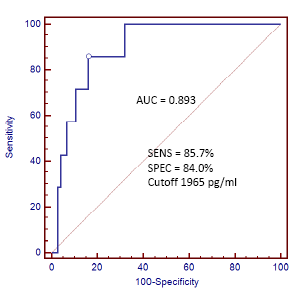 100
80
60
40
20
0
Sensitivity
AUC = 0.893
SENS = 85.7%
SPEC = 84.0%
Cutoff 1965 pg/ml
0 20 40 60 80 100
100-Specificity